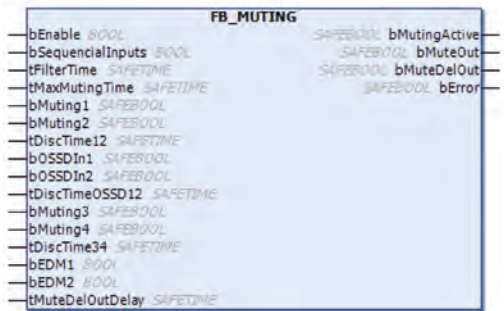 FB_MUTING
bEnable BOOL SAFEBOOL bMutingActive
bSequencialInputs BOOL SAFEBOOL bMuteOut
tFilterTime SAFETIME SAFEBOOL bMuteDelOut
tMaxMutingTime SAFETIME SAFEBOOL bError
bMuting1 SAFEBOOL
bMuting2 SAFEBOOL
tDiscTime12 SAFETIME
bOSSDIn1 SAFEBOOL
bOSSDIn2 SAFEBOOL
tDiscTimeOSSD12 SAFETIME
bMuting3 SAFEBOOL
bMuting4 SAFEBOOL
tDiscTime34 SAFETIME
bEDM1 BOOL
bEDM2 BOOL
tMuteDelOutDelay SAFETIME